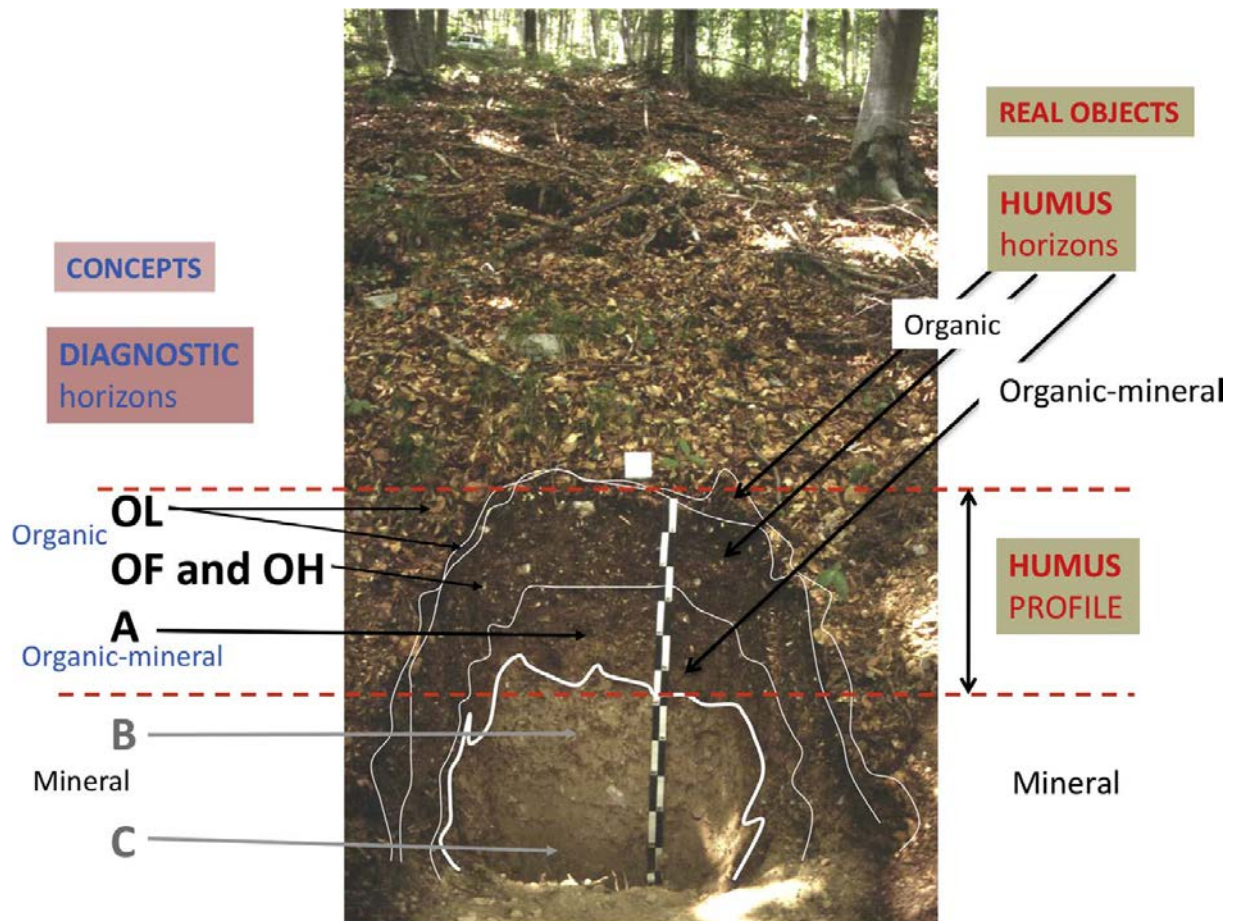 CONCEPTS
DIAGNOSTIC
horizons
OL
Organic
OF and OH
A
Organic-mineral
B
Mineral
C
REAL OBJECTS
HUMUS
horizons
Organic
Organic-mineral
HUMUS
PROFILE
Mineral